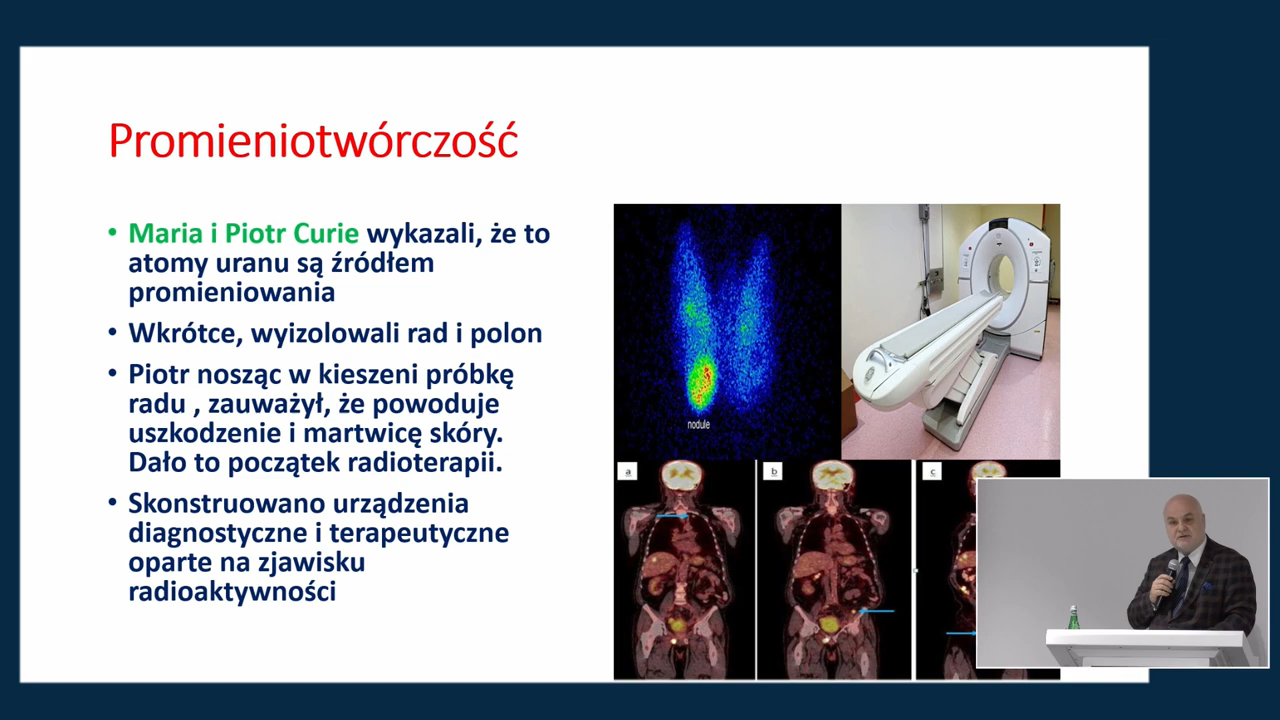 Promieniotwórczość
• Maria i Piotr Curie wykazali, że to
atomy uranu są źródłem
promieniowania
• Wkrótce, wyizolowali rad i polon
• Piotr nosząc w kieszeni próbkę
radu , zauważył, że powoduje
uszkodzenie i martwicę skóry.
Dało to początek radioterapii.
• Skonstruowano urządzenia
diagnostyczne i terapeutyczne
oparte na zjawisku
radioaktywności
nodule
a
b
c